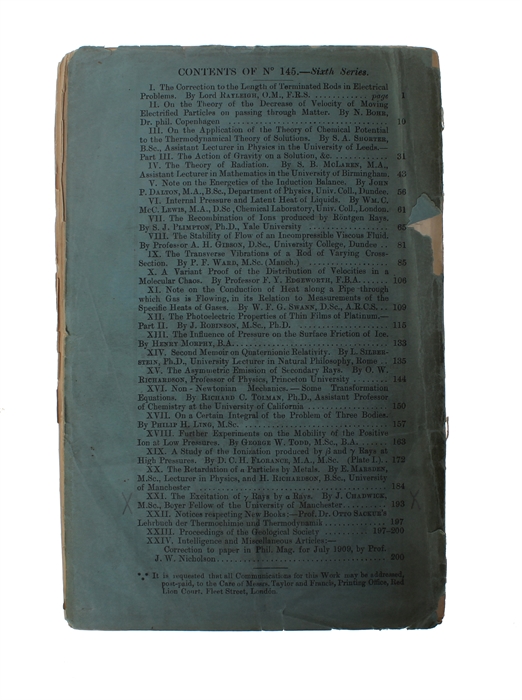 CONTENTS OF Nº 145.—Sixth Series.
I. The Correction to the Length of Terminated Rods in Electrical
Problems. By Lord RAYLEIGH, O.M., F.R.S. ............ page 1
II. On the Theory of the Decrease of Velocity of Moving
Electrified Particles on passing through Matter. By N. BOHR,
Dr. phil. Copenhagen ............ 10
III. On the Application of the Theory of Chemical Potential
to the Thermodynamical Theory of Solutions. By S. A. SHORTER,
B.Sc., Assistant Lecturer in Physics in the University of Leeds.—
Part III. The Action of Gravity on a Solution, &c. ............ 31
IV. The Theory of Radiation. By S. B. MCLAREN, M.A.,
Assistant Lecturer in Mathematics in the University of Birmingham 43
V. Note on the Energetics of the Induction Balance. By JOHN
P. DALTON, M.A., B.Sc., Department of Physics, Univ. Coll., Dundee. 56
VI. Internal Pressure and Latent Heat of Liquids. By WM. C.
MCC. LEWIS, M.A., D.Sc., Chemical Laboratory, Univ. Coll., London. 61
VII. The Recombination of Ions produced by Röntgen Rays.
By S. J. PLIMPTON, Ph.D., Yale University ............ 65
VIII. The Stability of Flow of an Incompressible Viscous Fluid.
By Professor A. H. GIBSON, D.Sc., University College, Dundee .. 81
IX. The Transverse Vibrations of a Rod of Varying Cross-
Section. By P. F. WARD, M.Sc. (Manch.) ............ 85
X. A Variant Proof of the Distribution of Velocities in a
Molecular Chaos. By Professor F. Y. EDGEWORTH, F.B.A. ...... 106
XI. Note on the Conduction of Heat along a Pipe through
which Gas is Flowing, in its Relation to Measurements of the
Specific Heats of Gases. By W. F. G. SWANN, D.Sc., A.R.C.S. ... 109
XII. The Photoelectric Properties of Thin Films of Platinum.—
Part II. By J. ROBINSON, M.Sc., Ph.D. ............ 115
XIII. The Influence of Pressure on the Surface Friction of Ice.
By HENRY MORPHY, B.A. ............ 133
XIV. Second Memoir on Quaternionic Relativity. By L. SILBER-
STEIN, Ph.D., University Lecturer in Natural Philosophy, Rome .. 135
XV. The Asymmetric Emission of Secondary Rays. By O. W.
RICHARDSON, Professor of Physics, Princeton University ........ 144
XVI. Non-Newtonian Mechanics.—Some Transformation
Equations. By RICHARD C. TOLMAN, Ph.D., Assistant Professor
of Chemistry at the University of California ............ 150
XVII. On a Certain Integral of the Problem of Three Bodies.
By PHILIP H. LING, M.Sc. ............ 157
XVIII. Further Experiments on the Mobility of the Positive
Ion at Low Pressures. By GEORGE W. TODD, M.Sc., B.A. ...... 163
XIX. A Study of the Ionization produced by β and γ Rays at
High Pressures. By D. C. H. FLORANCE, M.A., M.Sc. (Plate I.) . 172
XX. The Retardation of α Particles by Metals. By E. MARSDEN,
M.Sc., Lecturer in Physics, and H. RICHARDSON, B.Sc., University
of Manchester ............ 184
XXI. The Excitation of γ Rays by α Rays. By J. CHADWICK,
M.Sc., Beyer Fellow of the University of Manchester ............ 193
XXII. Notices respecting New Books:—Prof. Dr. OTTO SACKUR'S
Lehrbuch der Thermochimie und Thermodynamik ............ 197
XXIII. Proceedings of the Geological Society ............ 197-200
XXIV. Intelligence and Miscellaneous Articles:—
Correction to paper in Phil. Mag. for July 1909, by Prof.
J. W. Nicholson ............ 200
*⁎* It is requested that all Communications for this Work may be addressed,
post-paid, to the Care of Messrs. Taylor and Francis, Printing Office, Red
Lion Court, Fleet Street, London.